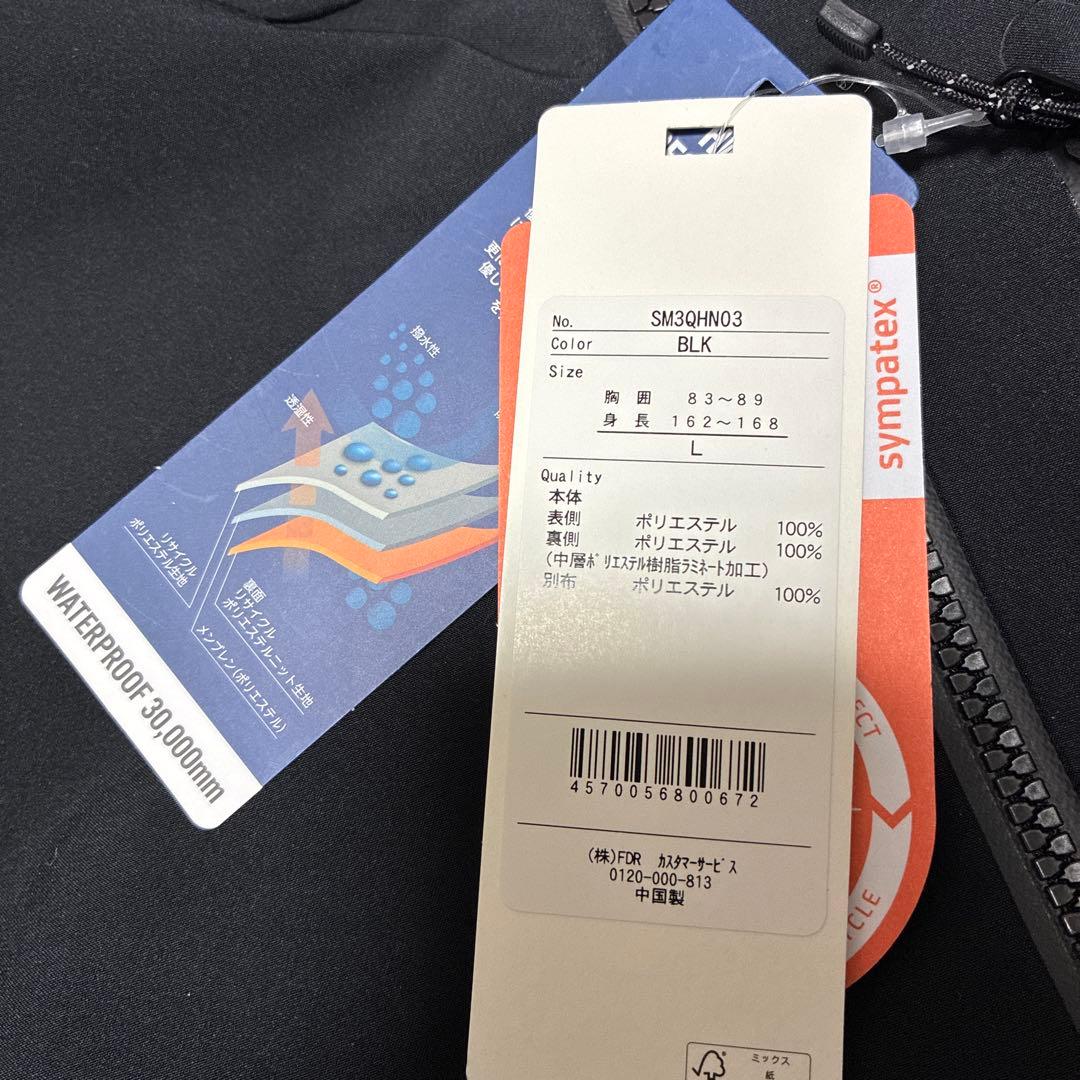 No. SM3QHN03
Color BLK
Size
胸囲 83〜89
身長 162〜168
L
Quality
本体
表側 ポリエステル 100%
裏側 ポリエステル 100%
(中層ポリエステル樹脂ラミネート加工)
別布 ポリエステル 100%
4570056800672
(株)FDR カスタマーサービス
0120-000-813
中国製
ミックス
紙
sympatex®
撥水性
透湿性
リサイクル
ポリエステル生地
裏面
リサイクル
ポリエステルニット生地
メンブレン(ポリエステル)
WATERPROOF 30,000mm